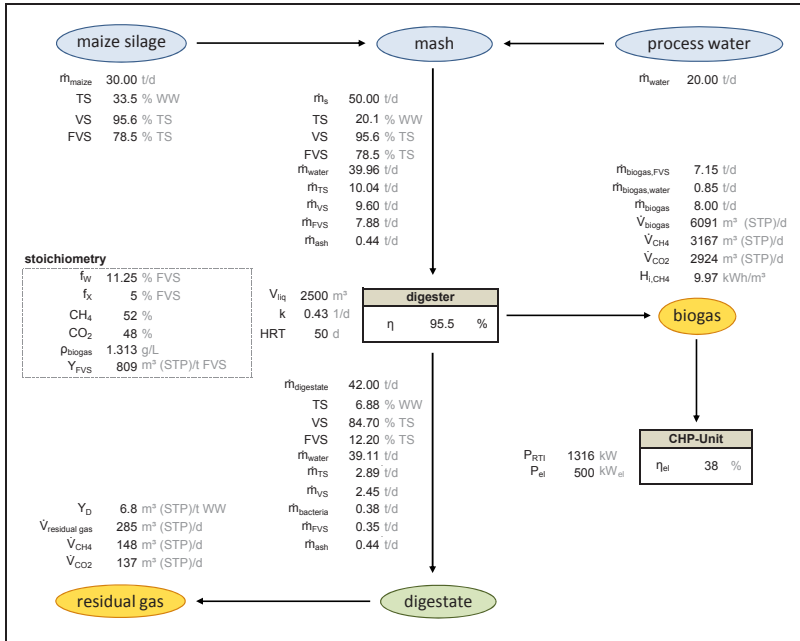 maize silage
mash
process water
ṁmaize 30.00 t/d
TS 33.5 % WW
VS 95.6 % TS
FVS 78.5 % TS
ṁs 50.00 t/d
TS 20.1 % WW
VS 95.6 % TS
FVS 78.5 % TS
ṁwater 39.96 t/d
ṁTS 10.04 t/d
ṁVS 9.60 t/d
ṁFVS 7.88 t/d
ṁash 0.44 t/d
ṁwater 20.00 t/d
ṁbiogas,FVS 7.15 t/d
ṁbiogas,water 0.85 t/d
ṁbiogas 8.00 t/d
V̇biogas 6091 m³ (STP)/d
V̇CH4 3167 m³ (STP)/d
V̇CO2 2924 m³ (STP)/d
Hi,CH4 9.97 kWh/m³
stoichiometry
fW 11.25 % FVS
fX 5 % FVS
CH4 52 %
CO2 48 %
ρbiogas 1.313 g/L
YFVS 809 m³ (STP)/t FVS
Vliq 2500 m³
k 0.43 1/d
HRT 50 d
digester
η 95.5 %
biogas
ṁdigestate 42.00 t/d
TS 6.88 % WW
VS 84.70 % TS
FVS 12.20 % TS
ṁwater 39.11 t/d
ṁTS 2.89 t/d
ṁVS 2.45 t/d
ṁbacteria 0.38 t/d
ṁFVS 0.35 t/d
ṁash 0.44 t/d
PRTI 1316 kW
Pel 500 kWel
CHP-Unit
ηel 38 %
YD 6.8 m³ (STP)/t WW
V̇residual gas 285 m³ (STP)/d
V̇CH4 148 m³ (STP)/d
V̇CO2 137 m³ (STP)/d
residual gas
digestate